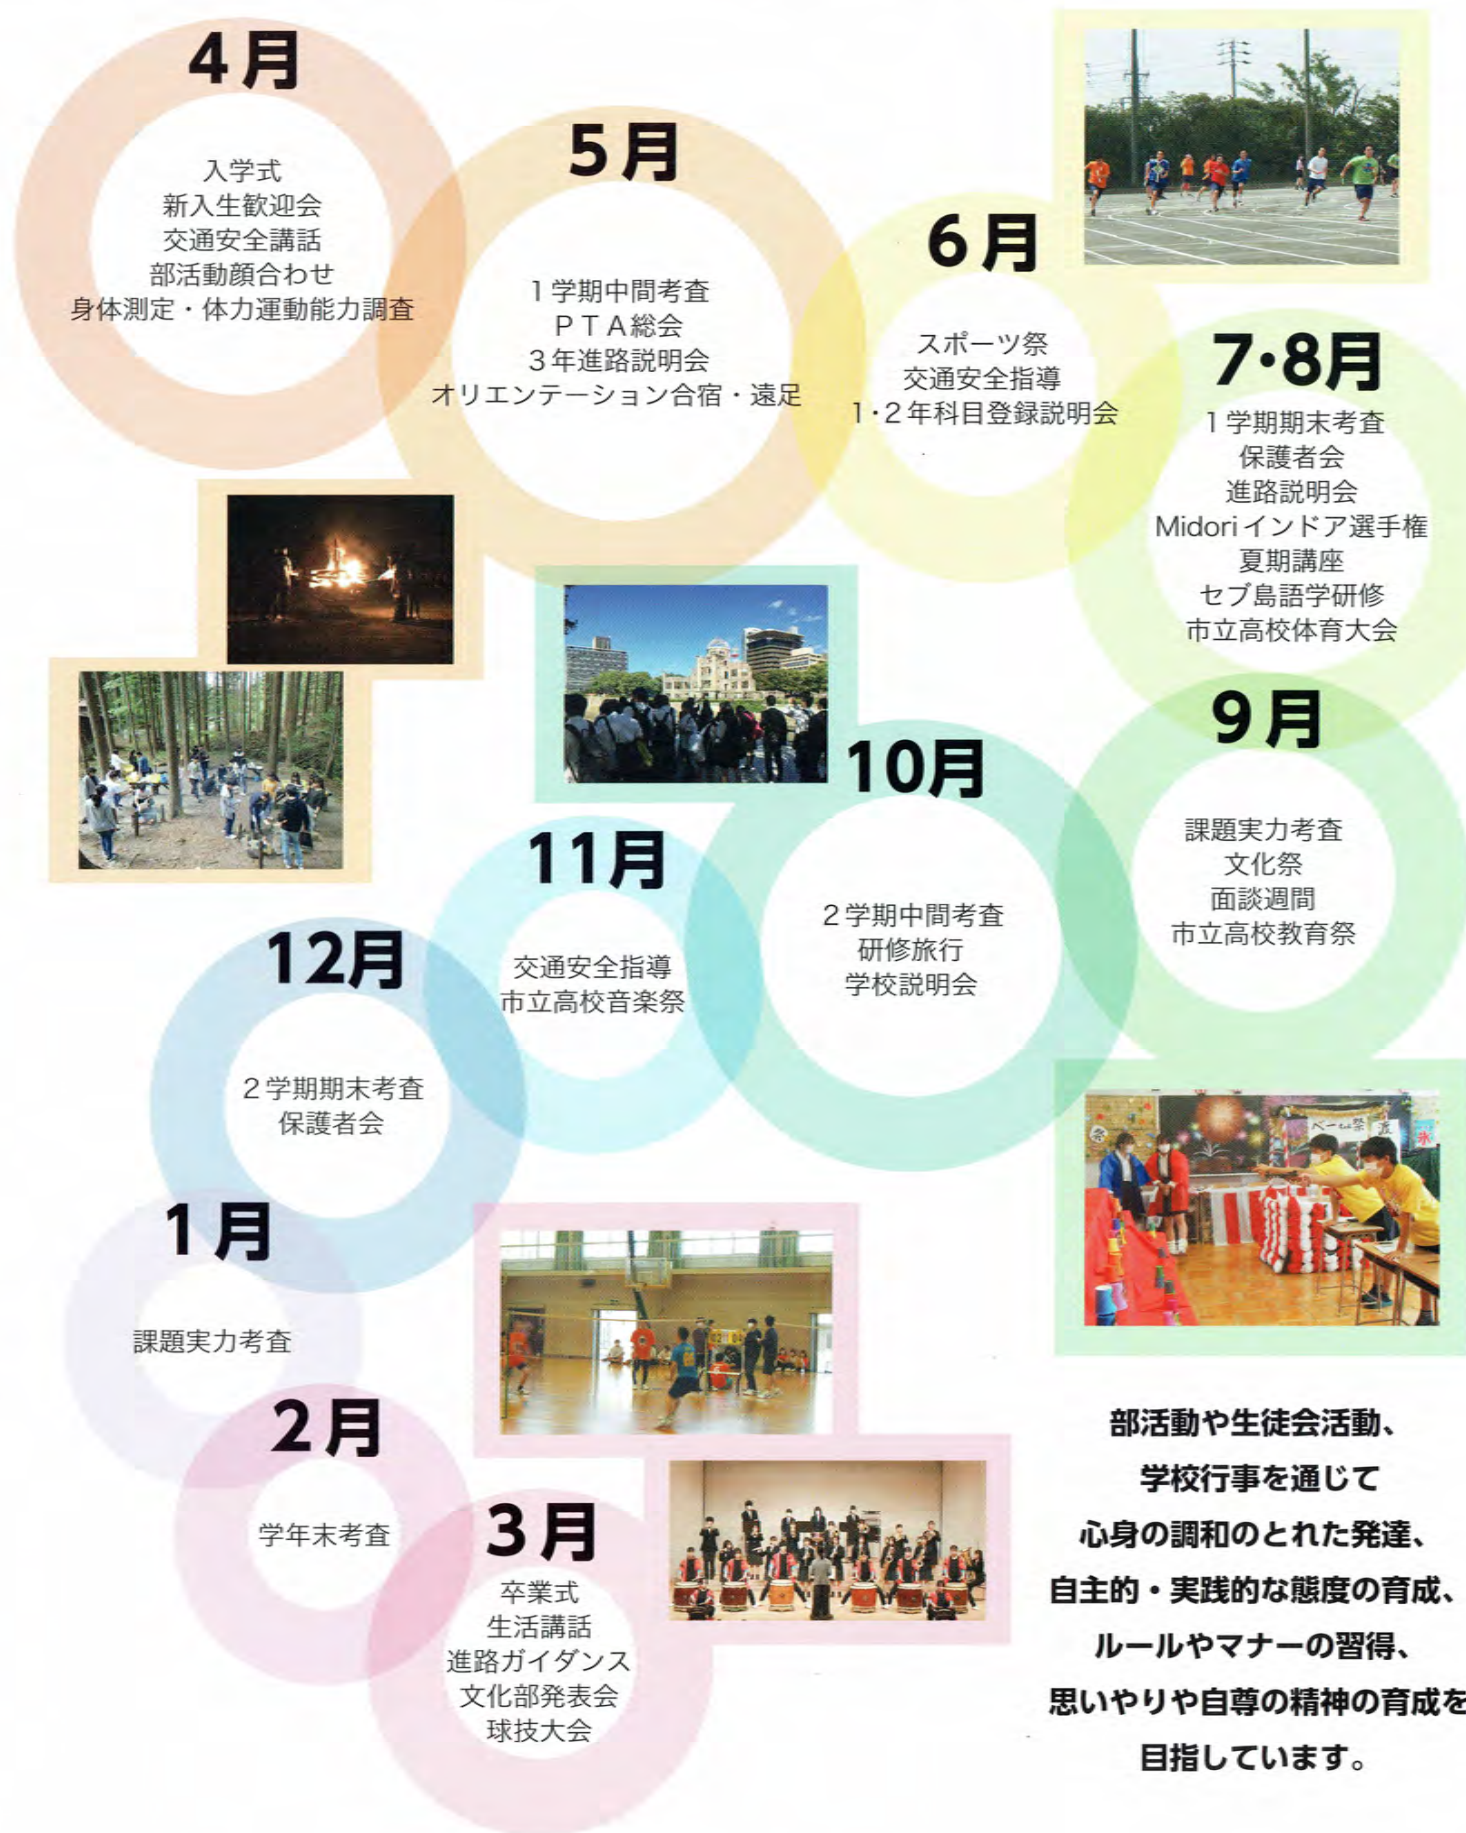 4月
入学式
新入生歓迎会
交通安全講話
部活動顔合わせ
身体測定・体力運動能力調査
5月
1学期中間考査
PTA総会
3年進路説明会
オリエンテーション合宿・遠足
6月
スポーツ祭
交通安全指導
1・2年科目登録説明会
7・8月
1学期期末考査
保護者会
進路説明会
Midoriインドア選手権
夏期講座
セブ島語学研修
市立高校体育大会
9月
課題実力考査
文化祭
面談週間
市立高校教育祭
10月
2学期中間考査
研修旅行
学校説明会
11月
交通安全指導
市立高校音楽祭
12月
2学期期末考査
保護者会
1月
課題実力考査
2月
学年末考査
3月
卒業式
生活講話
進路ガイダンス
文化部発表会
球技大会
祭
氷
部活動や生徒会活動、
学校行事を通じて
心身の調和のとれた発達、
自主的・実践的な態度の育成、
ルールやマナーの習得、
思いやりや自尊の精神の育成を
目指しています。